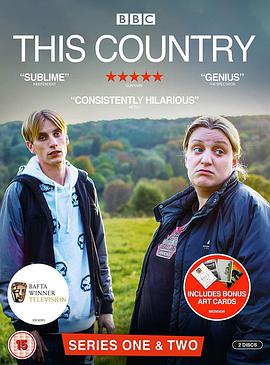 BBC
THIS COUNTRY
“SUBLIME”
INDEPENDENT
★★★★★
GUARDIAN
“GENIUS”
THE SPECTATOR
“CONSISTENTLY HILARIOUS”
METRO
BAFTA
WINNER
TELEVISION
INCLUDES BONUS
ART CARDS
15
SERIES ONE & TWO
2 DISCS